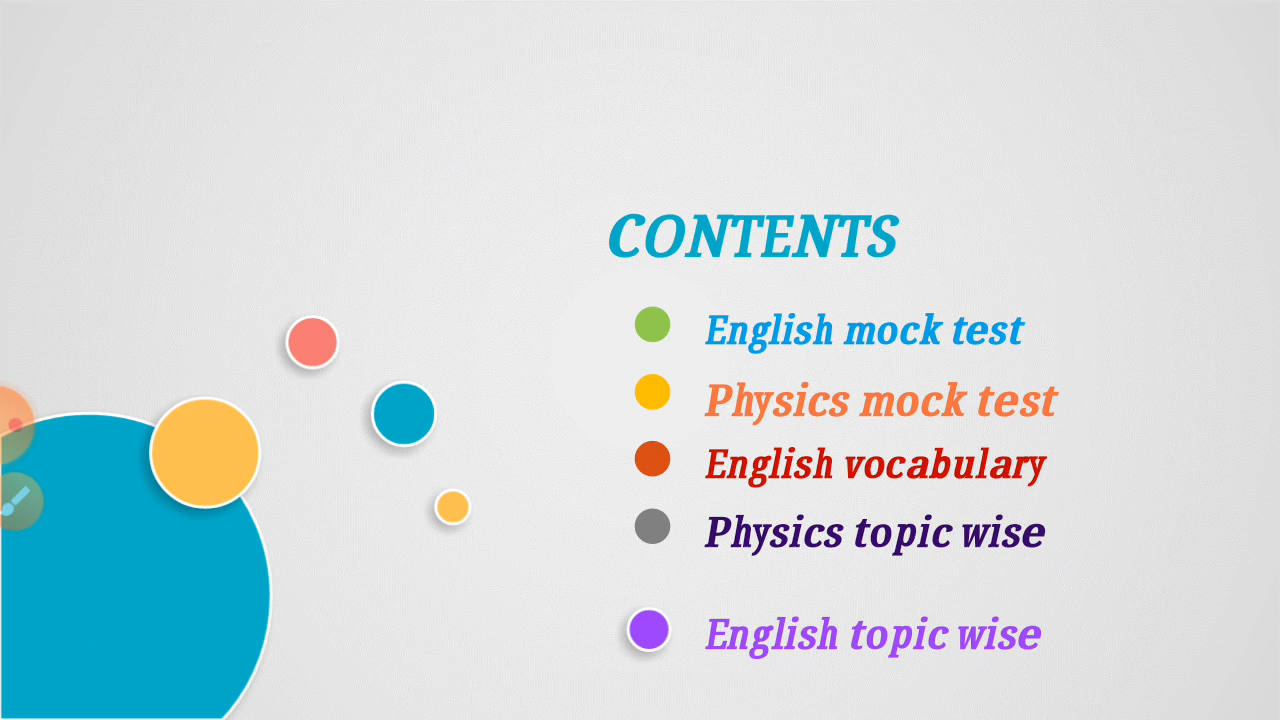 CONTENTS
English mock test
Physics mock test
English vocabulary
Physics topic wise
English topic wise